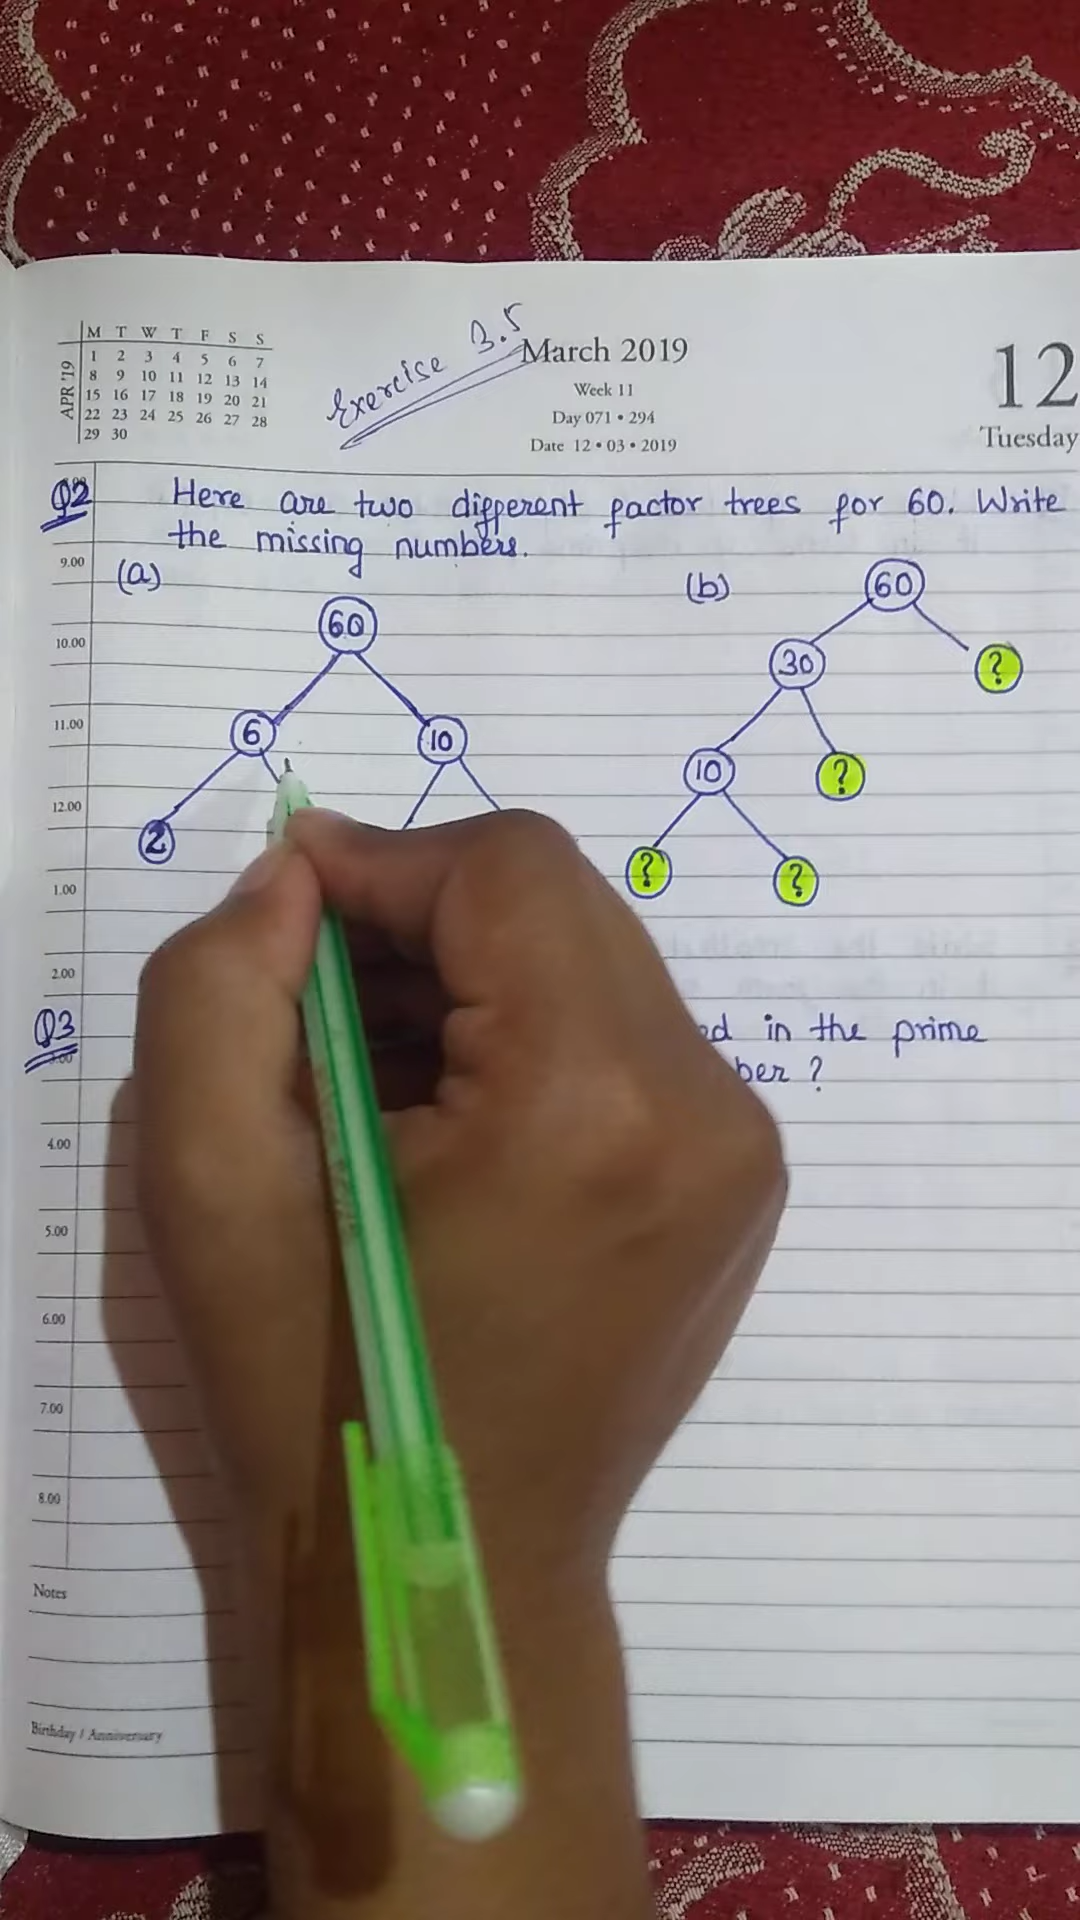 M T W T F S S
1 2 3 4 5 6 7
8 9 10 11 12 13 14
15 16 17 18 19 20 21
22 23 24 25 26 27 28
29 30
APR '19
Exercise 3.5
March 2019
Week 11
Day 071 • 294
Date 12 • 03 • 2019
12
Tuesday
Q2 Here are two different factor trees for 60. Write
the missing numbers.
9.00
(a)
(b)
60
60
10.00
30
?
11.00
6
10
10
?
12.00
2
?
?
1.00
2.00
Q3
in the prime
?
4.00
5.00
6.00
7.00
8.00
Notes
Birthday / Anniversary